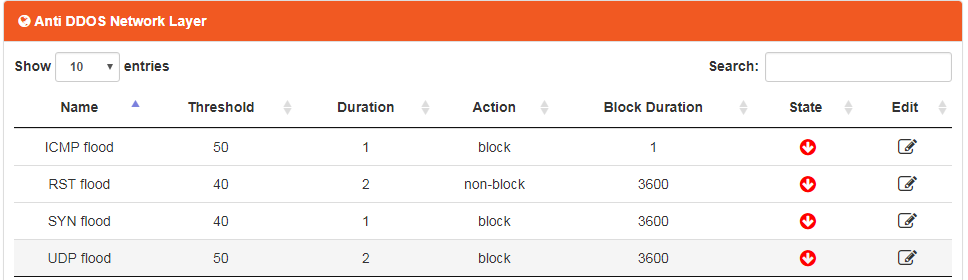 Anti DDOS Network Layer
Show 10 entries Search:
Name Threshold Duration Action Block Duration State Edit
ICMP flood 50 1 block 1
RST flood 40 2 non-block 3600
SYN flood 40 1 block 3600
UDP flood 50 2 block 3600